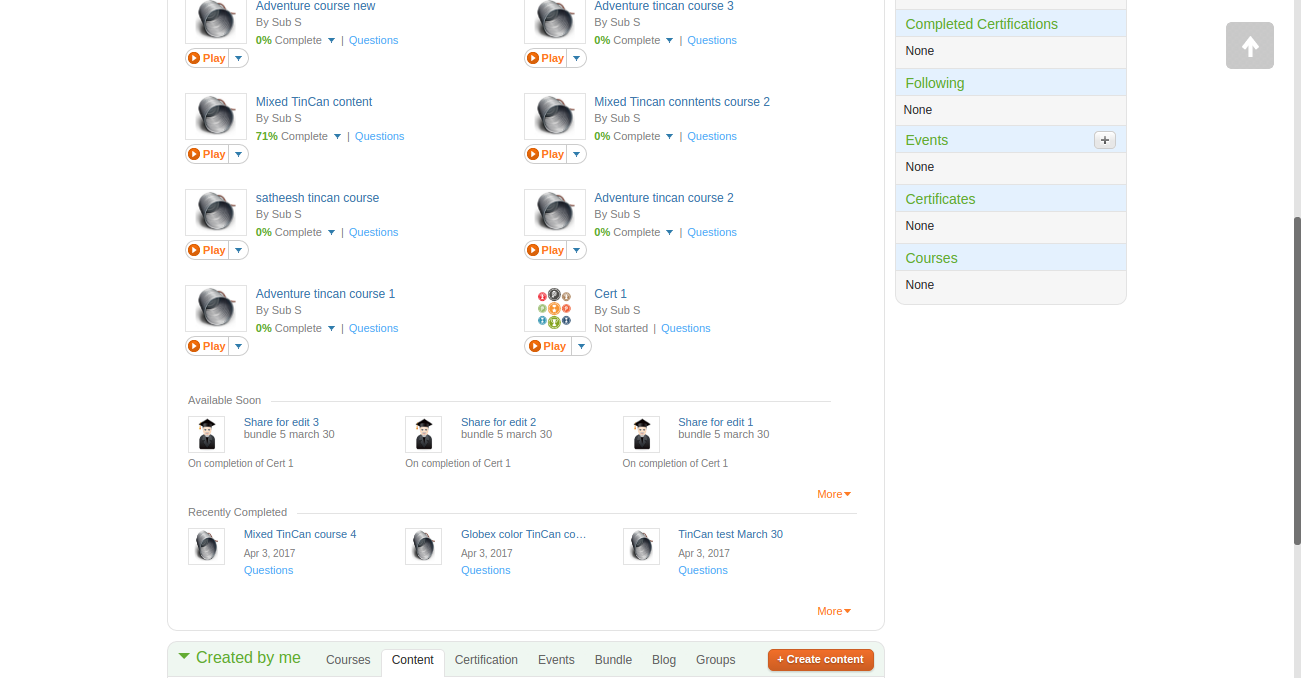 Adventure course new
By Sub S
0% Complete | Questions
Play
Adventure tincan course 3
By Sub S
0% Complete | Questions
Play
Mixed TinCan content
By Sub S
71% Complete | Questions
Play
Mixed Tincan conntents course 2
By Sub S
0% Complete | Questions
Play
satheesh tincan course
By Sub S
0% Complete | Questions
Play
Adventure tincan course 2
By Sub S
0% Complete | Questions
Play
Adventure tincan course 1
By Sub S
0% Complete | Questions
Play
Cert 1
By Sub S
Not started | Questions
Play
Available Soon
Share for edit 3
bundle 5 march 30
On completion of Cert 1
Share for edit 2
bundle 5 march 30
On completion of Cert 1
Share for edit 1
bundle 5 march 30
On completion of Cert 1
More
Recently Completed
Mixed TinCan course 4
Apr 3, 2017
Questions
Globex color TinCan co…
Apr 3, 2017
Questions
TinCan test March 30
Apr 3, 2017
Questions
More
Created by me Courses Content Certification Events Bundle Blog Groups + Create content
Completed Certifications
None
Following
None
Events +
None
Certificates
None
Courses
None